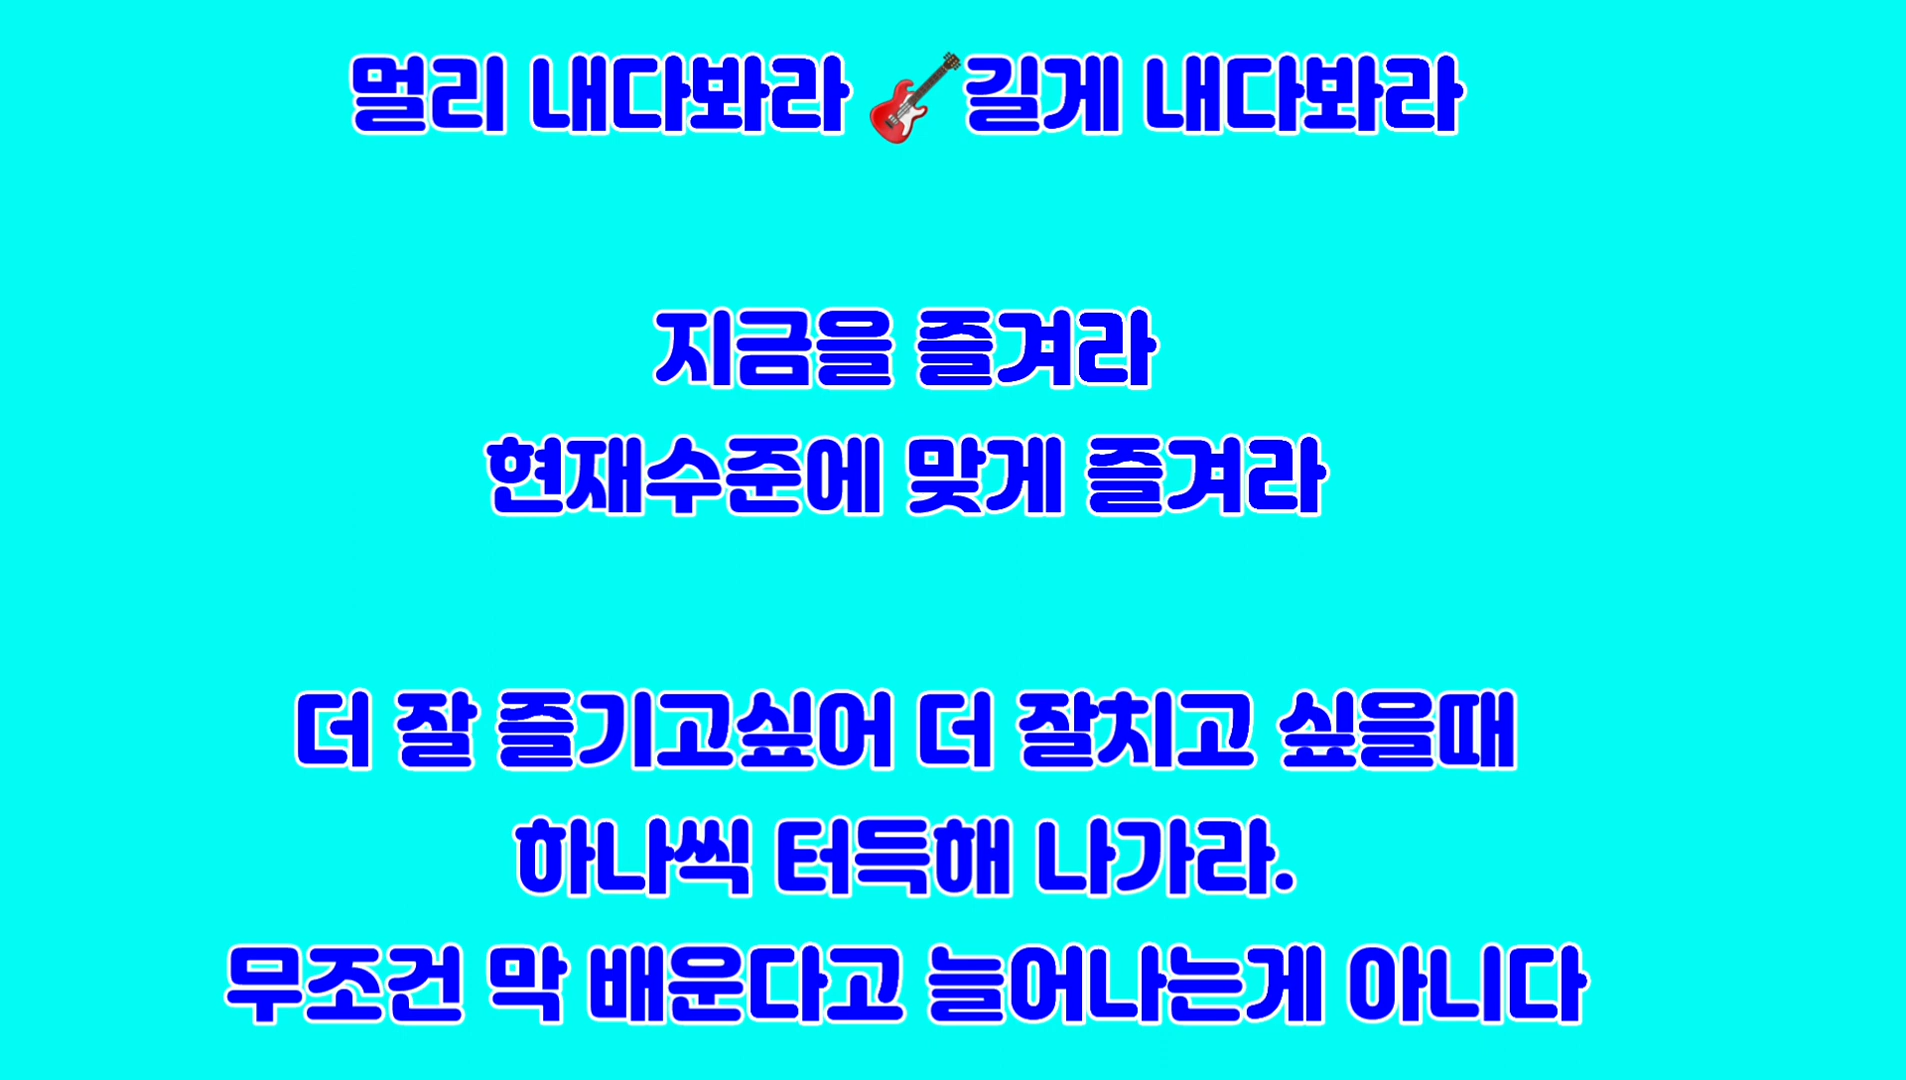 멀리 내다봐라 🎸길게 내다봐라
지금을 즐겨라
현재수준에 맞게 즐겨라
더 잘 즐기고싶어 더 잘치고 싶을때
하나씩 터득해 나가라.
무조건 막 배운다고 늘어나는게 아니다